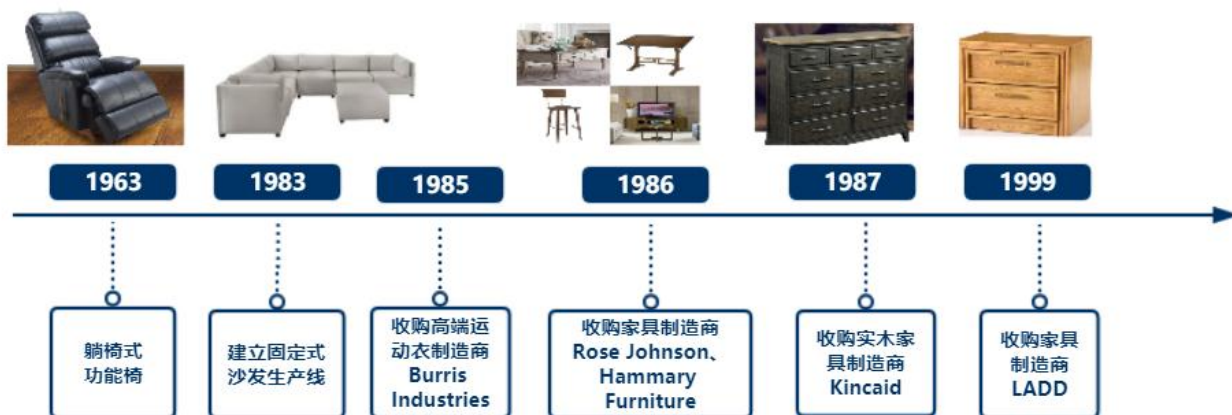 1963
1983
1985
1986
1987
1999
躺椅式
功能椅
建立固定式
沙发生产线
收购高端运
动衣制造商
Burris
Industries
收购家具制造商
Rose Johnson、
Hammary
Furniture
收购实木家
具制造商
Kincaid
收购家具
制造商
LADD